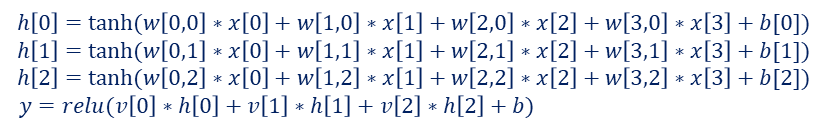 h[0] = tanh(w[0,0] ∗ x[0] + w[1,0] ∗ x[1] + w[2,0] ∗ x[2] + w[3,0] ∗ x[3] + b[0])
h[1] = tanh(w[0,1] ∗ x[0] + w[1,1] ∗ x[1] + w[2,1] ∗ x[2] + w[3,1] ∗ x[3] + b[1])
h[2] = tanh(w[0,2] ∗ x[0] + w[1,2] ∗ x[1] + w[2,2] ∗ x[2] + w[3,2] ∗ x[3] + b[2])
y = relu(v[0] ∗ h[0] + v[1] ∗ h[1] + v[2] ∗ h[2] + b)